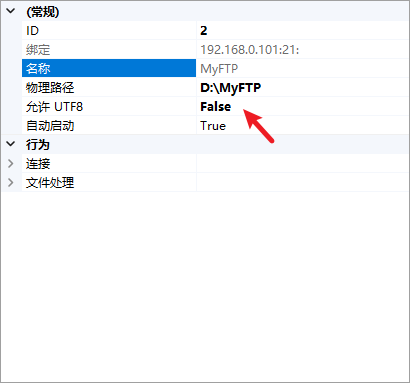 (常规)
ID 2
绑定 192.168.0.101:21:
名称 MyFTP
物理路径 D:\MyFTP
允许 UTF8 False
自动启动 True
行为
连接
文件处理